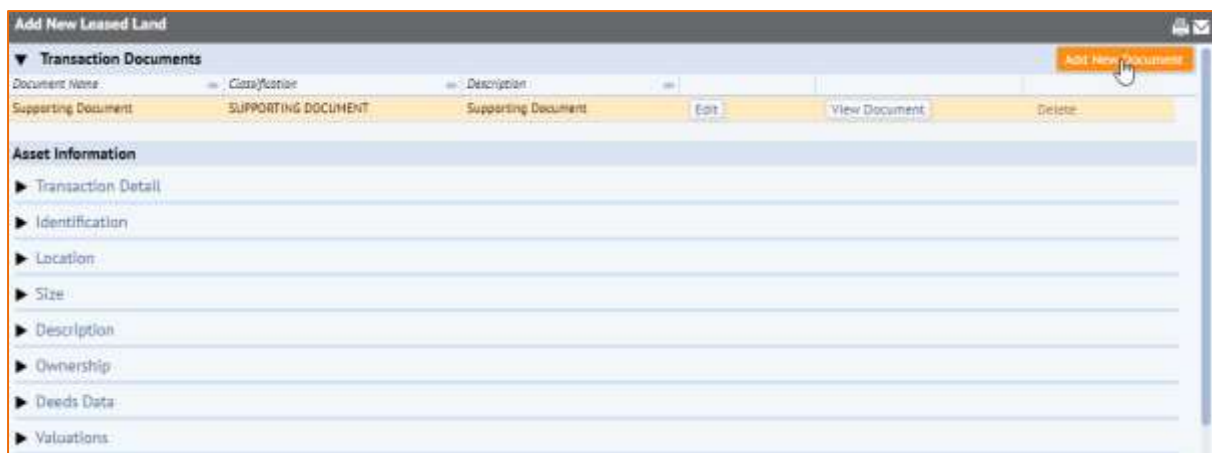 Add New Leased Land
Transaction Documents Add New Document
Document Name Classification Description
Supporting Document SUPPORTING DOCUMENT Supporting Document Edit View Document Delete
Asset Information
Transaction Detail
Identification
Location
Size
Description
Ownership
Deeds Data
Valuations